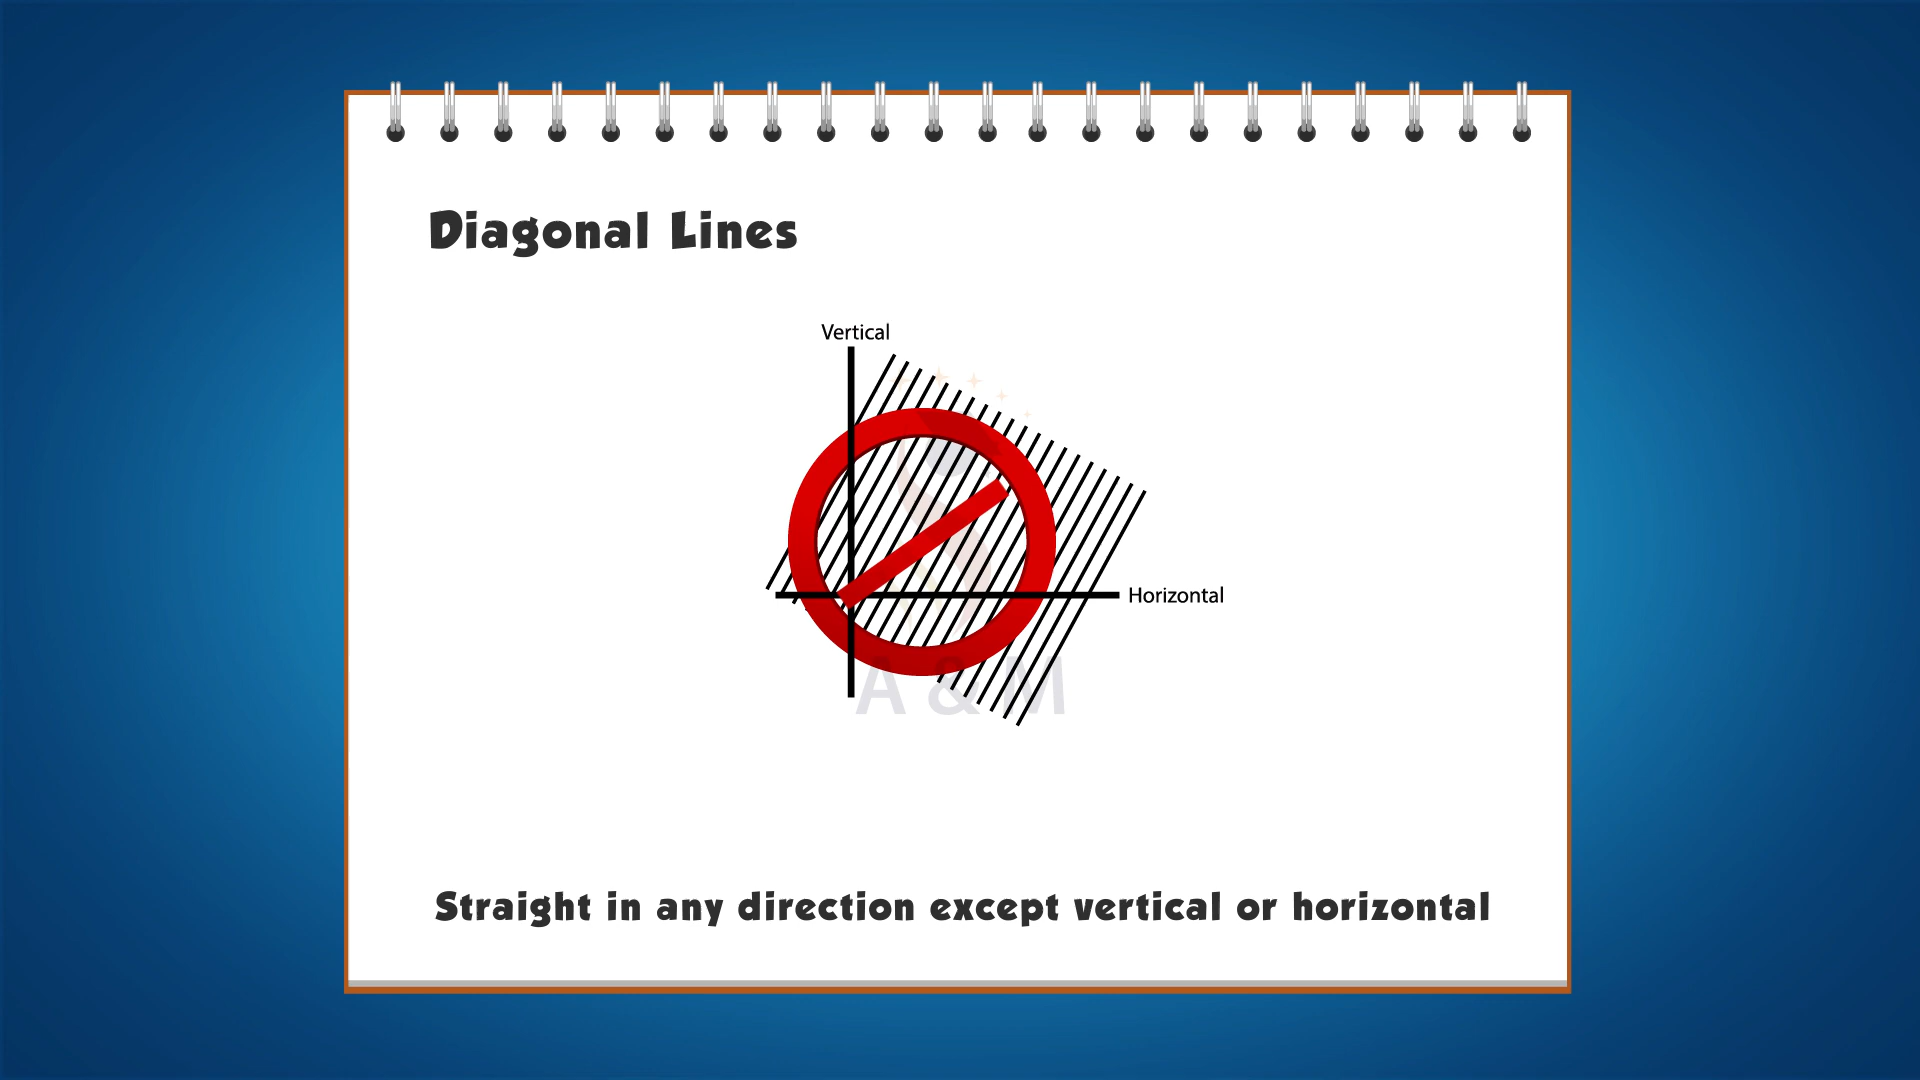 Diagonal Lines
Vertical
Horizontal
A & M
Straight in any direction except vertical or horizontal